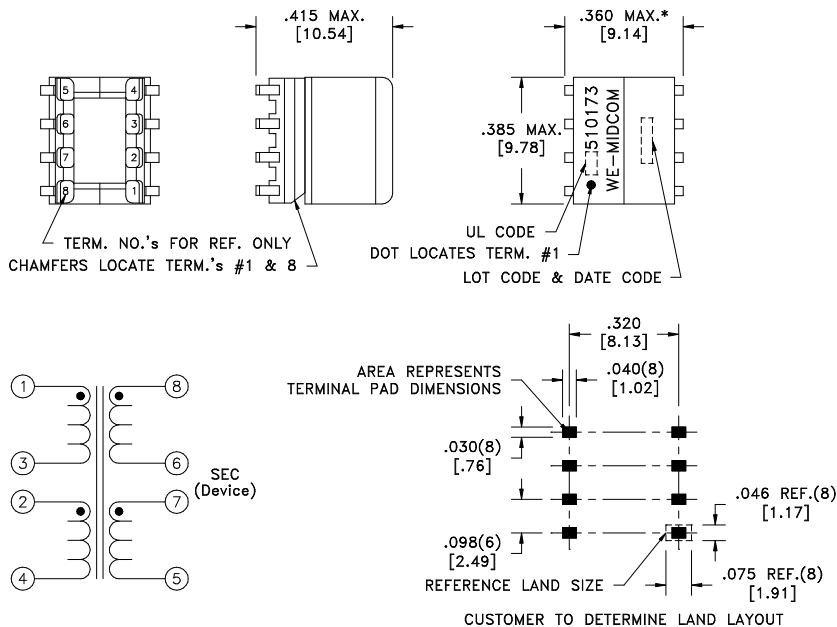 .415 MAX.
[10.54]
.360 MAX.*
[9.14]
5
4
6
3
7
2
8
1
.385 MAX.
[9.78]
510173
WE-MIDCOM
TERM. NO.'s FOR REF. ONLY
CHAMFERS LOCATE TERM.'s #1 & 8
UL CODE
DOT LOCATES TERM. #1
LOT CODE & DATE CODE
.320
[8.13]
AREA REPRESENTS
TERMINAL PAD DIMENSIONS
.040(8)
[1.02]
1
8
3
6
SEC
(Device)
2
7
4
5
.030(8)
[.76]
.046 REF.(8)
[1.17]
.098(6)
[2.49]
REFERENCE LAND SIZE
.075 REF.(8)
[1.91]
CUSTOMER TO DETERMINE LAND LAYOUT